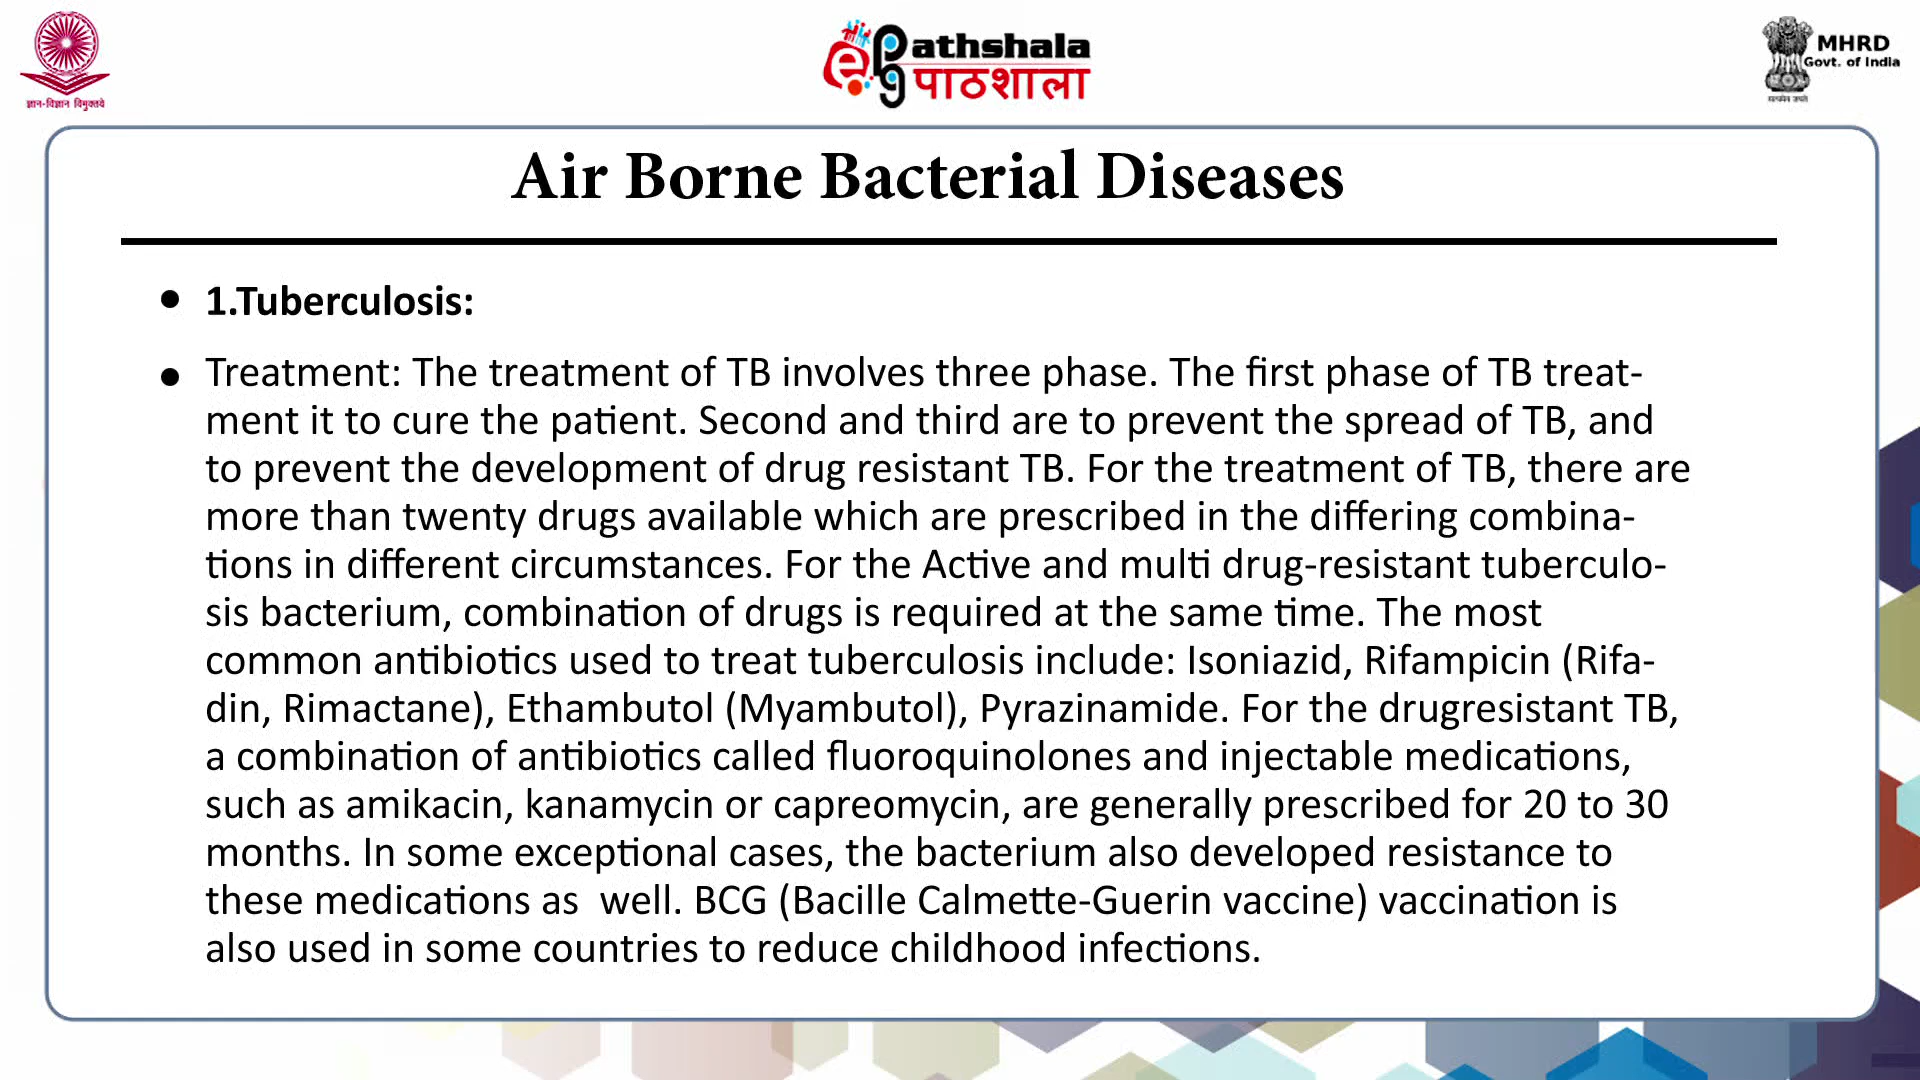 ज्ञान-विज्ञान विमुक्तये
ePG Pathshala
पाठशाला
MHRD
Govt. of India
सत्यमेव जयते
Air Borne Bacterial Diseases
• 1.Tuberculosis:
• Treatment: The treatment of TB involves three phase. The first phase of TB treat-
ment it to cure the patient. Second and third are to prevent the spread of TB, and
to prevent the development of drug resistant TB. For the treatment of TB, there are
more than twenty drugs available which are prescribed in the differing combina-
tions in different circumstances. For the Active and multi drug-resistant tuberculo-
sis bacterium, combination of drugs is required at the same time. The most
common antibiotics used to treat tuberculosis include: Isoniazid, Rifampicin (Rifa-
din, Rimactane), Ethambutol (Myambutol), Pyrazinamide. For the drugresistant TB,
a combination of antibiotics called fluoroquinolones and injectable medications,
such as amikacin, kanamycin or capreomycin, are generally prescribed for 20 to 30
months. In some exceptional cases, the bacterium also developed resistance to
these medications as  well. BCG (Bacille Calmette-Guerin vaccine) vaccination is
also used in some countries to reduce childhood infections.